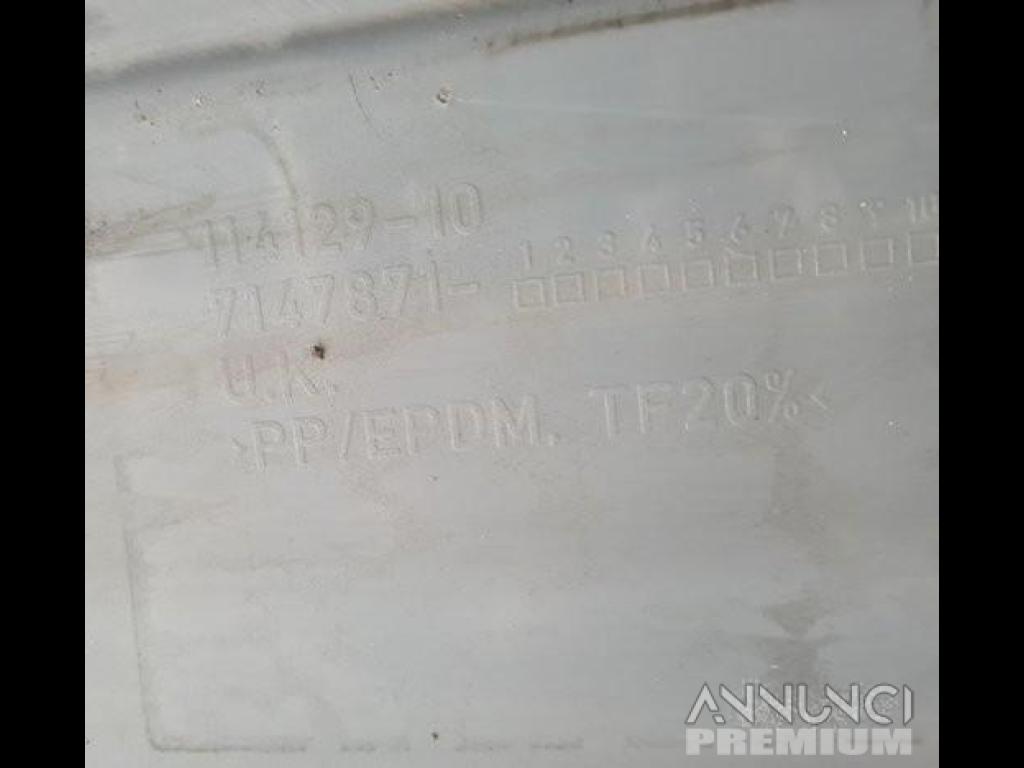 114129-10
7147871-
1 2 3 4 5 6 7 8 9 10
U.K.
>PP/EPDM. TF20%<
ANNUNCI
PREMIUM